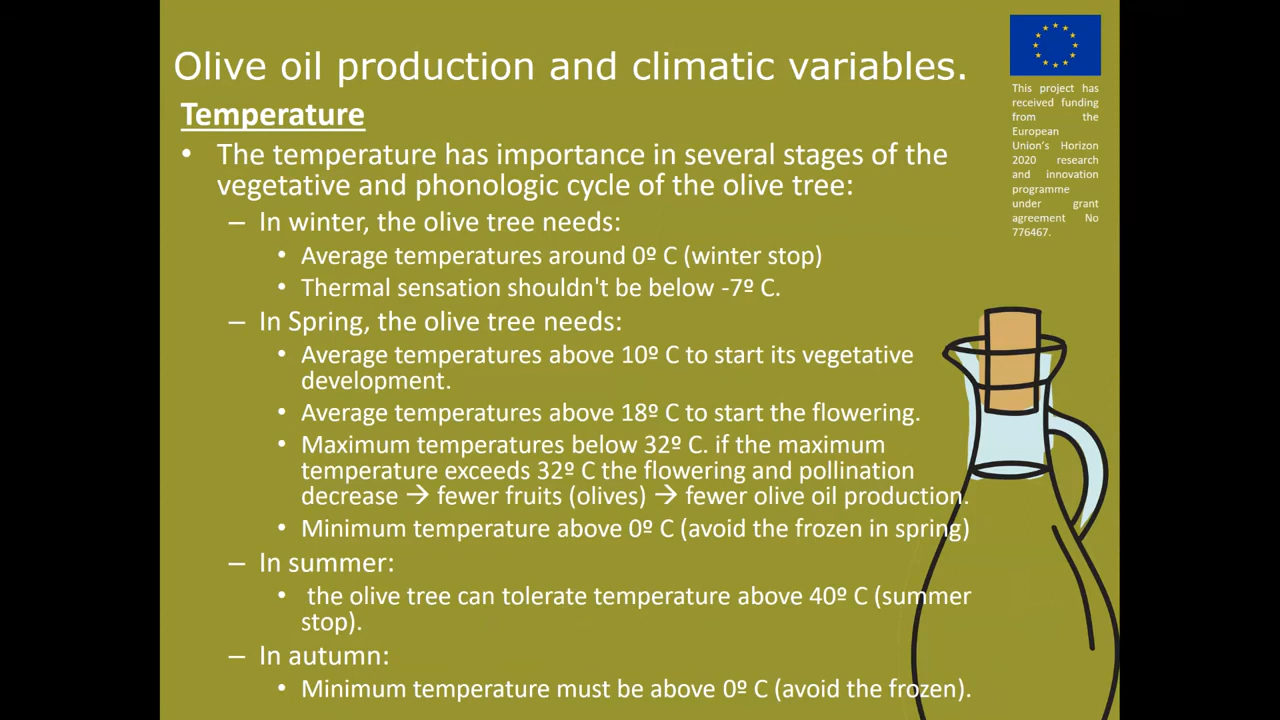 Olive oil production and climatic variables.
Temperature
• The temperature has importance in several stages of the
vegetative and phonologic cycle of the olive tree:
– In winter, the olive tree needs:
• Average temperatures around 0º C (winter stop)
• Thermal sensation shouldn't be below -7º C.
– In Spring, the olive tree needs:
• Average temperatures above 10º C to start its vegetative
development.
• Average temperatures above 18º C to start the flowering.
• Maximum temperatures below 32º C. if the maximum
temperature exceeds 32º C the flowering and pollination
decrease → fewer fruits (olives) → fewer olive oil production.
• Minimum temperature above 0º C (avoid the frozen in spring)
– In summer:
• the olive tree can tolerate temperature above 40º C (summer
stop).
– In autumn:
• Minimum temperature must be above 0º C (avoid the frozen).
This project has
received funding
from the
European
Union's Horizon
2020 research
and innovation
programme
under grant
agreement No
776467.